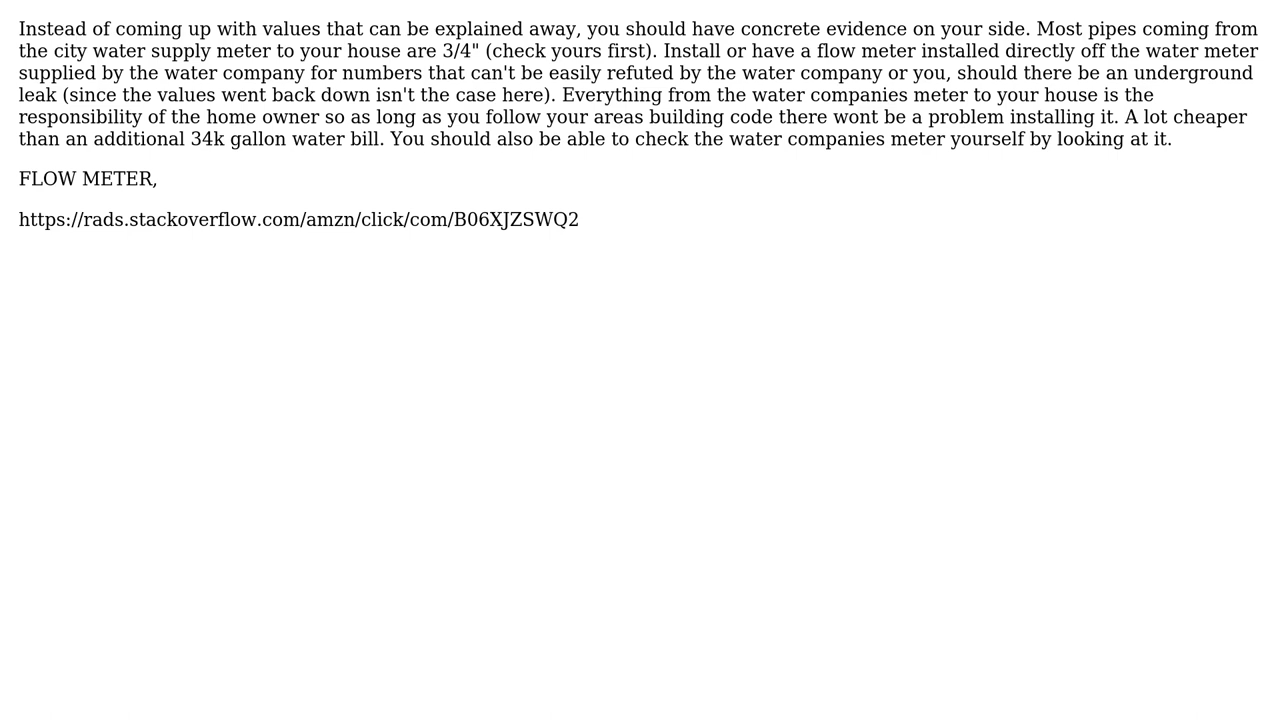 Instead of coming up with values that can be explained away, you should have concrete evidence on your side. Most pipes coming from
the city water supply meter to your house are 3/4" (check yours first). Install or have a flow meter installed directly off the water meter
supplied by the water company for numbers that can't be easily refuted by the water company or you, should there be an underground
leak (since the values went back down isn't the case here). Everything from the water companies meter to your house is the
responsibility of the home owner so as long as you follow your areas building code there wont be a problem installing it. A lot cheaper
than an additional 34k gallon water bill. You should also be able to check the water companies meter yourself by looking at it.
FLOW METER,
https://rads.stackoverflow.com/amzn/click/com/B06XJZSWQ2